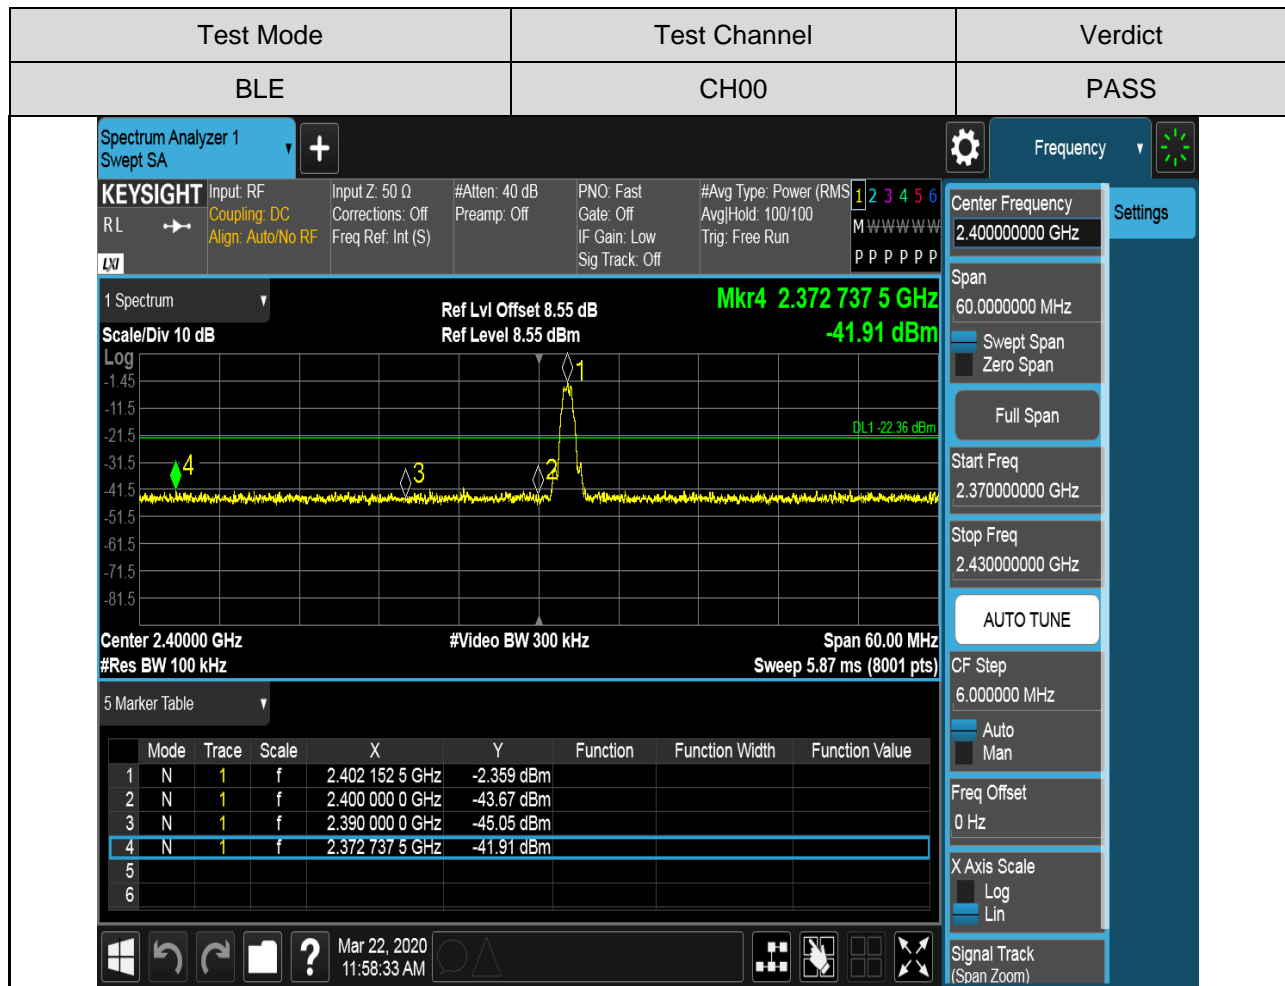 Test Mode Test Channel Verdict
BLE CH00 PASS
Spectrum Analyzer 1
Swept SA
+
Frequency
KEYSIGHT Input: RF Input Z: 50 Ω #Atten: 40 dB PNO: Fast #Avg Type: Power (RMS 1 2 3 4 5 6
RL Coupling: DC Corrections: Off Preamp: Off Gate: Off Avg|Hold: 100/100 M W W W W W
Align: Auto/No RF Freq Ref: Int (S) IF Gain: Low Trig: Free Run
LXI Sig Track: Off P P P P P P
1 Spectrum
Ref Lvl Offset 8.55 dB Mkr4 2.372 737 5 GHz
Scale/Div 10 dB Ref Level 8.55 dBm -41.91 dBm
Log
1
-1.45
-11.5
DL1 -22.36 dBm
-21.5
-31.5 4 3 2
-41.5
-51.5
-61.5
-71.5
-81.5
Center 2.40000 GHz #Video BW 300 kHz Span 60.00 MHz
#Res BW 100 kHz Sweep 5.87 ms (8001 pts)
5 Marker Table
Mode Trace Scale X Y Function Function Width Function Value
1 N 1 f 2.402 152 5 GHz -2.359 dBm
2 N 1 f 2.400 000 0 GHz -43.67 dBm
3 N 1 f 2.390 000 0 GHz -45.05 dBm
4 N 1 f 2.372 737 5 GHz -41.91 dBm
5
6
?
Mar 22, 2020
11:58:33 AM
Center Frequency
2.400000000 GHz
Settings
Span
60.0000000 MHz
Swept Span
Zero Span
Full Span
Start Freq
2.370000000 GHz
Stop Freq
2.430000000 GHz
AUTO TUNE
CF Step
6.000000 MHz
Auto
Man
Freq Offset
0 Hz
X Axis Scale
Log
Lin
Signal Track
(Span Zoom)